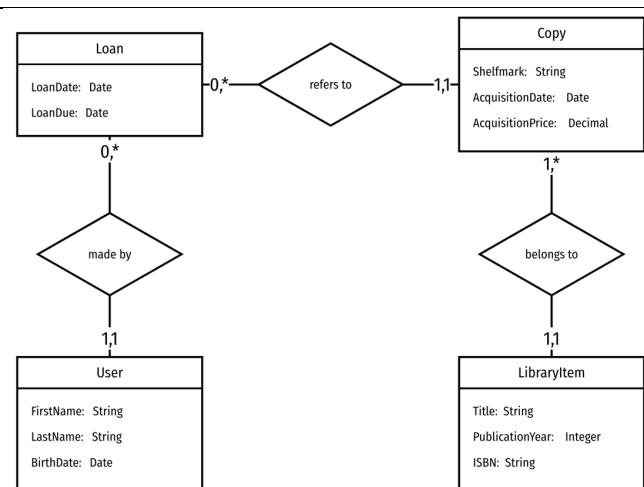 Loan
LoanDate: Date
LoanDue: Date
0,*
refers to
1,1
Copy
Shelfmark: String
AcquisitionDate: Date
AcquisitionPrice: Decimal
0,*
made by
1,1
1,*
belongs to
1,1
User
FirstName: String
LastName: String
BirthDate: Date
LibraryItem
Title: String
PublicationYear: Integer
ISBN: String